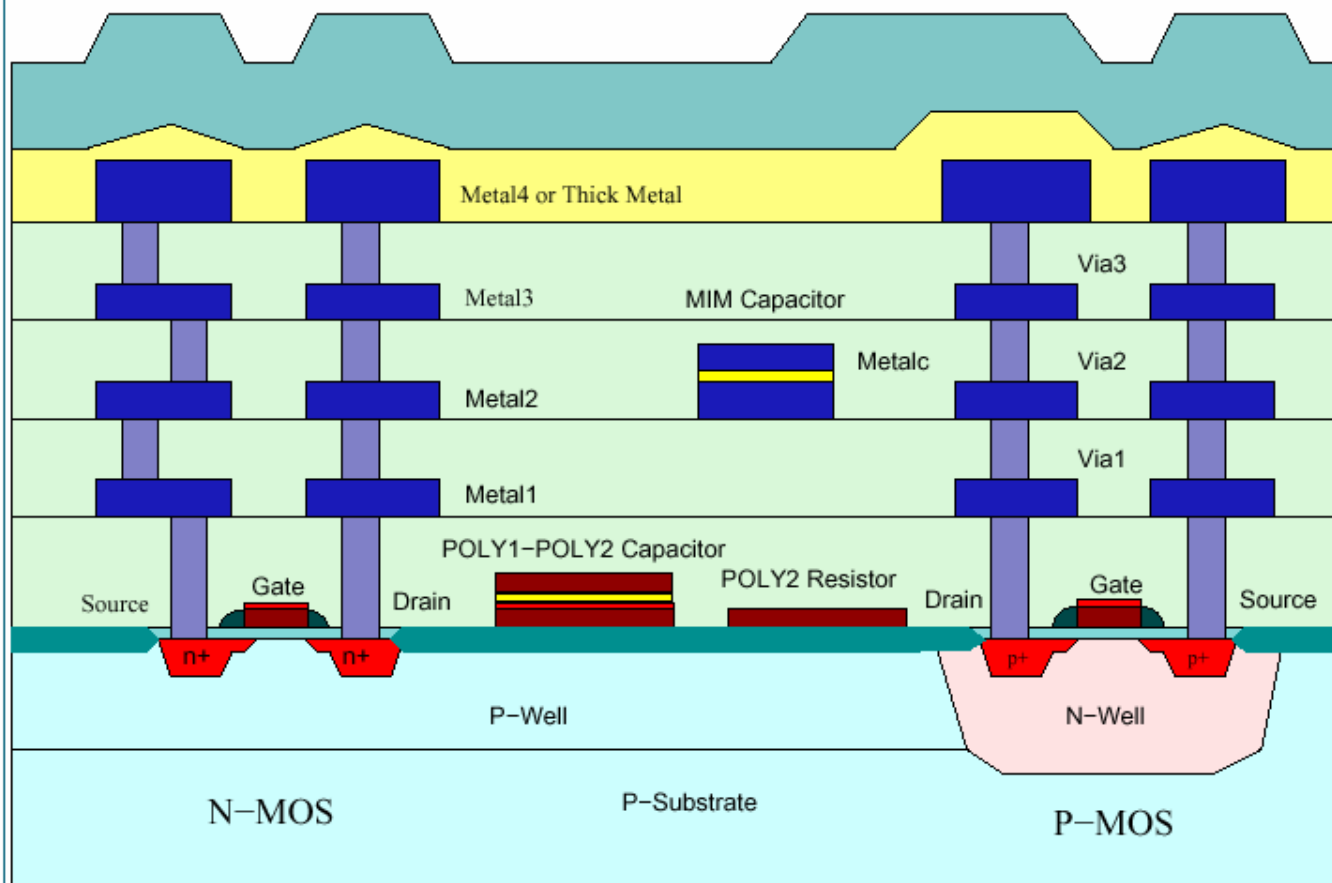 Metal4 or Thick Metal
Via3
Metal3
MIM Capacitor
Metalc
Via2
Metal2
Via1
Metal1
POLY1−POLY2 Capacitor
POLY2 Resistor
Gate
Gate
Source
Drain
Drain
Source
n+
n+
p+
p+
P−Well
N−Well
P−Substrate
N−MOS
P−MOS